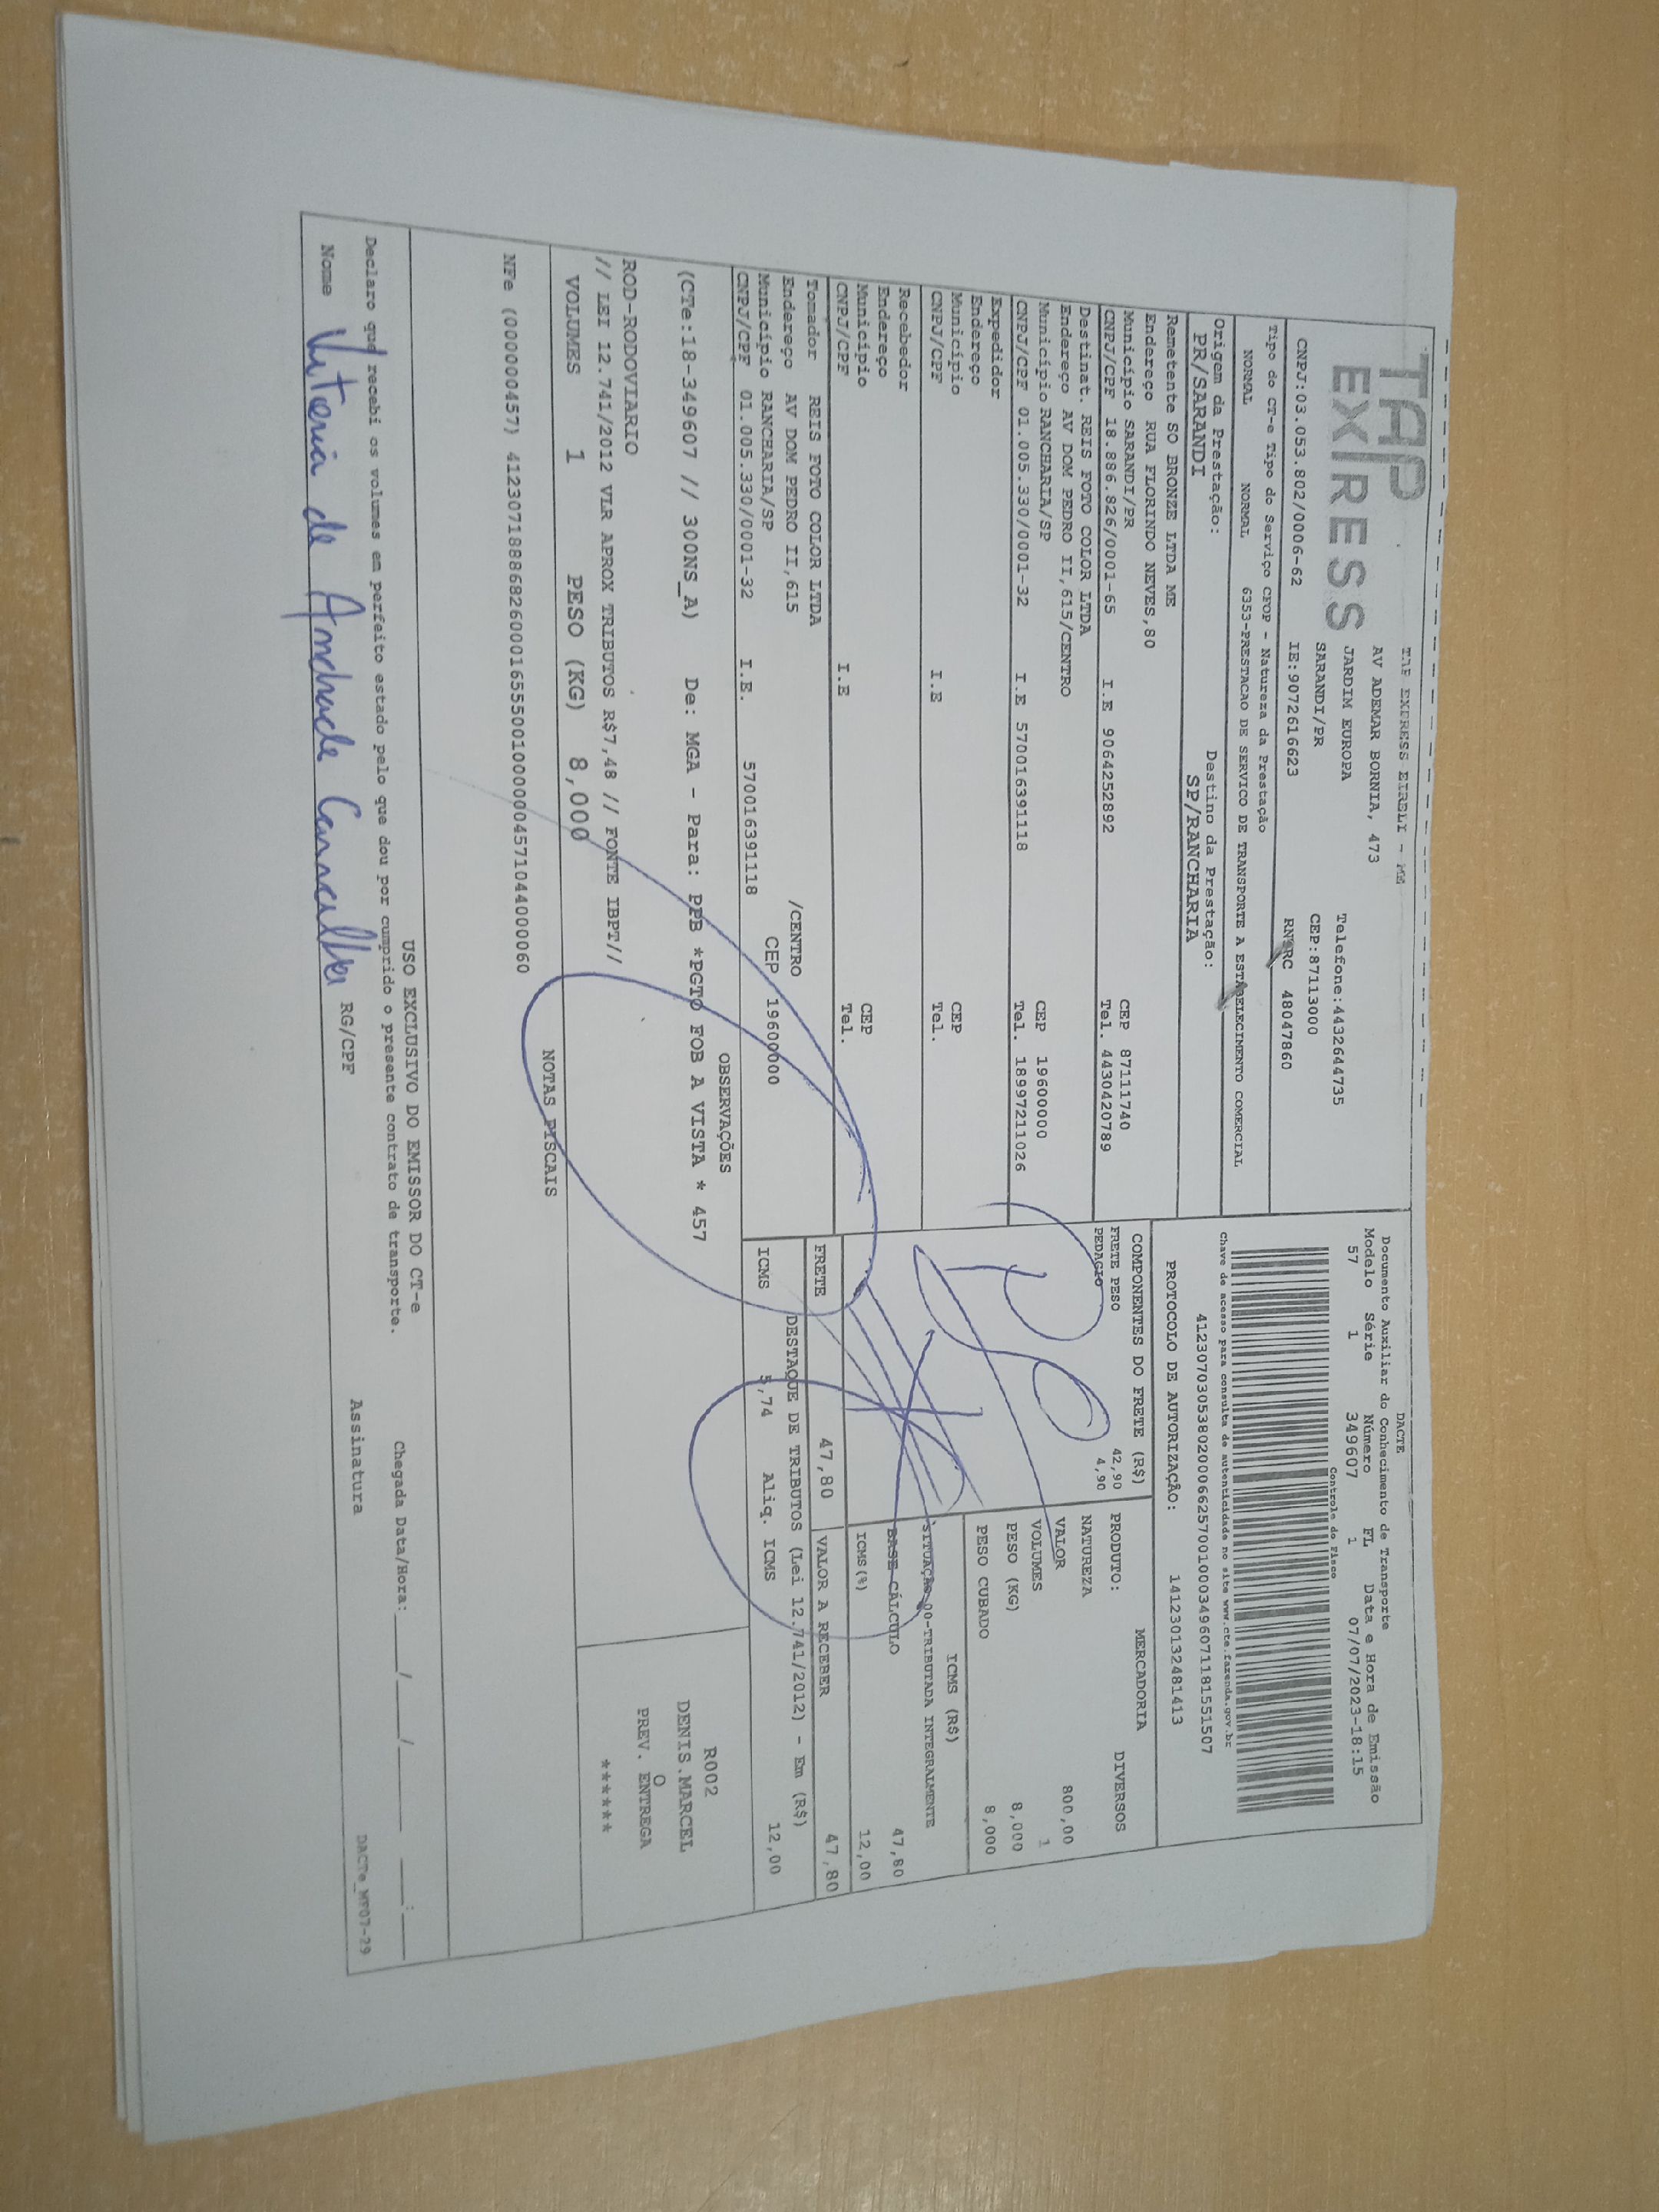 TAP
EXPRESS
TAP EXPRESS EIRELI - ME
AV ADEMAR BORNIA, 473
JARDIM EUROPA Telefone:4432644735
SARANDI/PR CEP:87113000
CNPJ:03.053.802/0006-62 IE:9072616623 RNTRC 48047860
Tipo do CT-e Tipo do Serviço CFOP - Natureza da Prestação
NORMAL NORMAL 6353-PRESTACAO DE SERVICO DE TRANSPORTE A ESTABELECIMENTO COMERCIAL
Origem da Prestação: Destino da Prestação:
PR/SARANDI SP/RANCHARIA
DACTE
Documento Auxiliar do Conhecimento de Transporte
Modelo Série Número FL Data e Hora de Emissão
57 1 349607 1 07/07/2023-18:15
Controle do Fisco
Chave de acesso para consulta de autenticidade no site www.cte.fazenda.gov.br
41230703053802000662570010003496071181551507
PROTOCOLO DE AUTORIZAÇÃO: 141230132481413
Remetente SO BRONZE LTDA ME
Endereço RUA FLORINDO NEVES,80
Município SARANDI/PR CEP 87111740
CNPJ/CPF 18.886.826/0001-65 I.E 9064252892 Tel. 4430420789
Destinat. REIS FOTO COLOR LTDA
Endereço AV DOM PEDRO II,615/CENTRO
Município RANCHARIA/SP CEP 19600000
CNPJ/CPF 01.005.330/0001-32 I.E 570016391118 Tel. 18997211026
Expedidor
Endereço
Município CEP
CNPJ/CPF I.E Tel.
Recebedor
Endereço
Município CEP
CNPJ/CPF I.E Tel.
Tomador REIS FOTO COLOR LTDA
Endereço AV DOM PEDRO II,615 /CENTRO
Município RANCHARIA/SP CEP 19600000
CNPJ/CPF 01.005.330/0001-32 I.E. 570016391118
COMPONENTES DO FRETE (R$)
FRETE PESO 42,90
PEDAGIO 4,90
MERCADORIA
PRODUTO: DIVERSOS
NATUREZA
VALOR 800,00
VOLUMES 1
PESO (KG) 8,000
PESO CUBADO 8,000
ICMS (R$)
SITUAÇÃO 00-TRIBUTADA INTEGRALMENTE
BASE CÁLCULO 47,80
ICMS(%) 12,00
FRETE 47,80 VALOR A RECEBER 47,80
DESTAQUE DE TRIBUTOS (Lei 12.741/2012) - Em (R$)
ICMS 5,74 Aliq. ICMS 12,00
OBSERVAÇÕES
(CTe:18-349607 // 300NS_A) De: MGA - Para: PPB *PGTO FOB A VISTA * 457
ROD-RODOVIARIO
// LEI 12.741/2012 VLR APROX TRIBUTOS R$7,48 // FONTE IBPT//
R002
DENIS.MARCEL
O
PREV. ENTREGA
******
VOLUMES 1 PESO (KG) 8,000
NOTAS FISCAIS
NFe (000000457) 41230718886826000165550010000004571044000060
USO EXCLUSIVO DO EMISSOR DO CT-e
Declaro que recebi os volumes em perfeito estado pelo que dou por cumprido o presente contrato de transporte. Chegada Data/Hora:____/____/_____ ___:___
Nome de Andrade RG/CPF Assinatura
DACTe_MT07-29